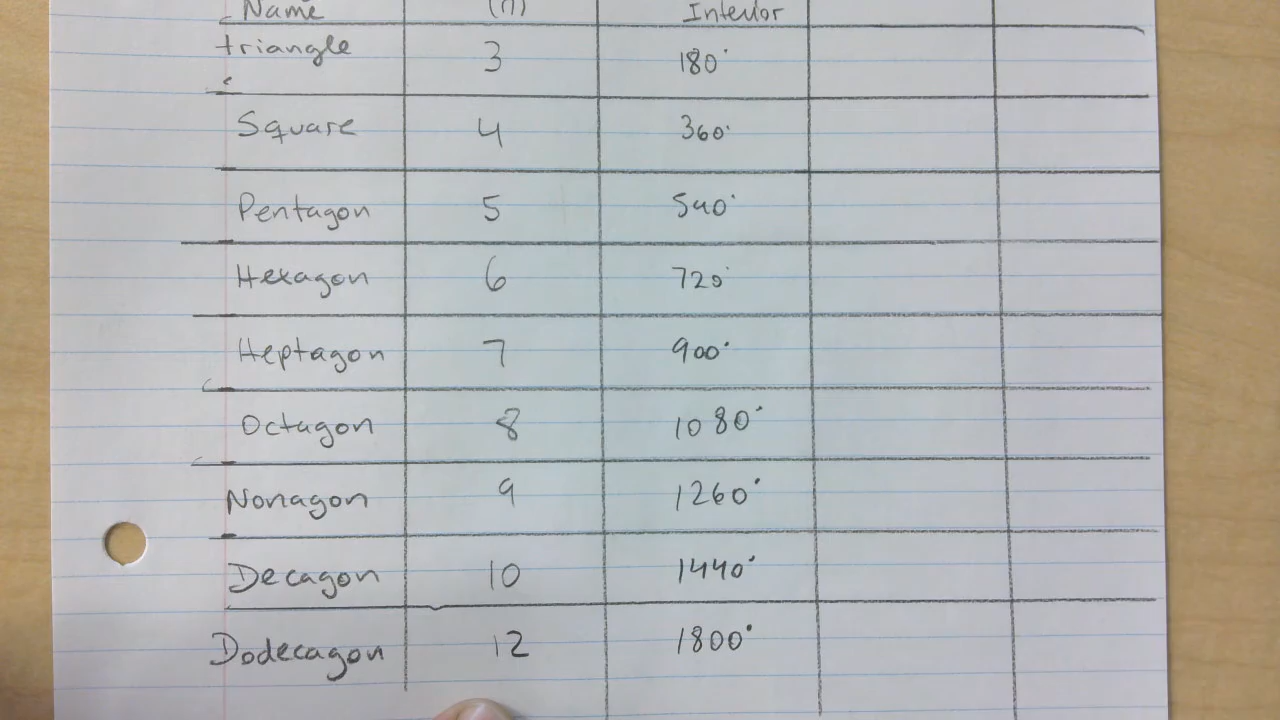 Name (n) Interior
triangle 3 180°
Square 4 360°
Pentagon 5 540°
Hexagon 6 720°
Heptagon 7 900°
Octagon 8 1080°
Nonagon 9 1260°
Decagon 10 1440°
Dodecagon 12 1800°